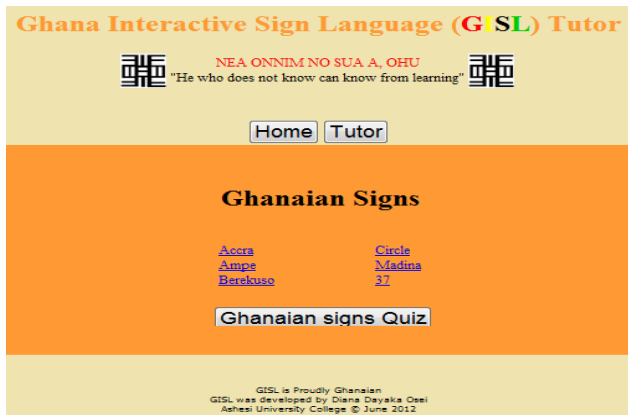 Ghana Interactive Sign Language (GISL) Tutor
NEA ONNIM NO SUA A, OHU
"He who does not know can know from learning"
Home Tutor
Ghanaian Signs
Accra Circle
Ampe Madina
Berekuso 37
Ghanaian signs Quiz
GISL is Proudly Ghanaian
GISL was developed by Diana Dayaka Osei
Ashesi University College © June 2012